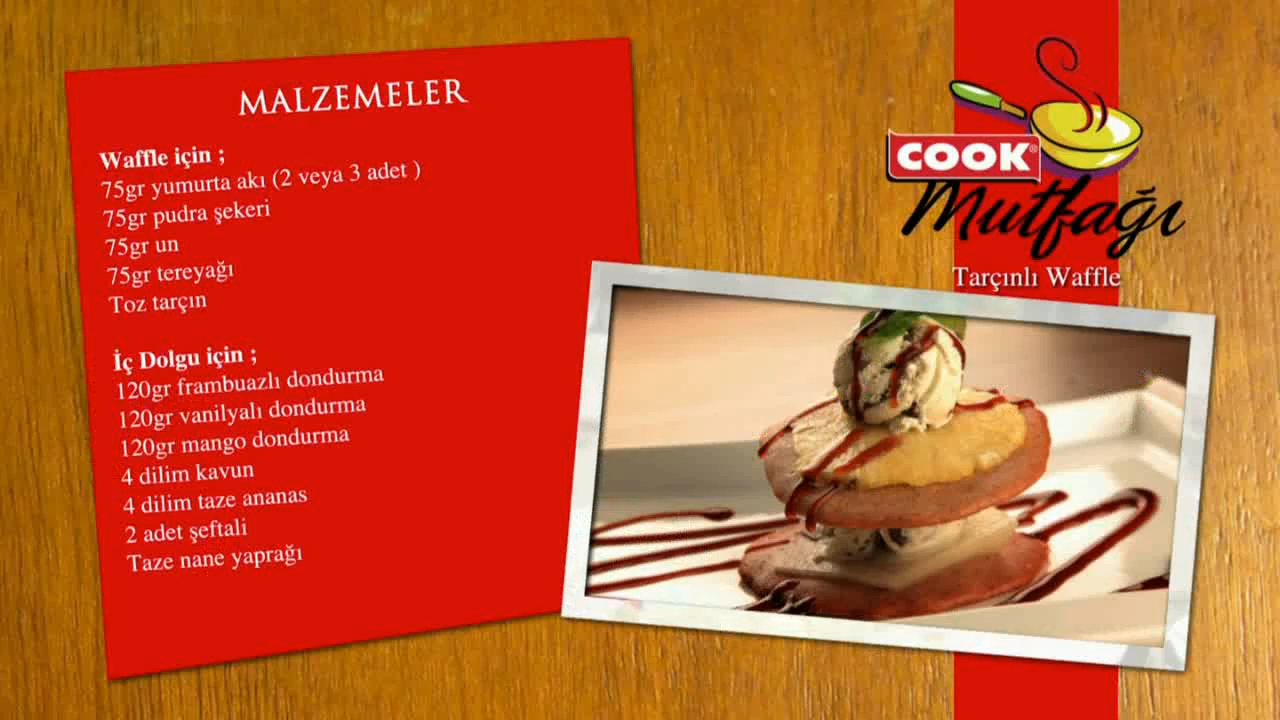 MALZEMELER
Waffle için ;
75gr yumurta akı (2 veya 3 adet )
75gr pudra şekeri
75gr un
75gr tereyağı
Toz tarçın
İç Dolgu için ;
120gr frambuazlı dondurma
120gr vanilyalı dondurma
120gr mango dondurma
4 dilim kavun
4 dilim taze ananas
2 adet şeftali
Taze nane yaprağı
COOK®
Mutfağı
Tarçınlı Waffle